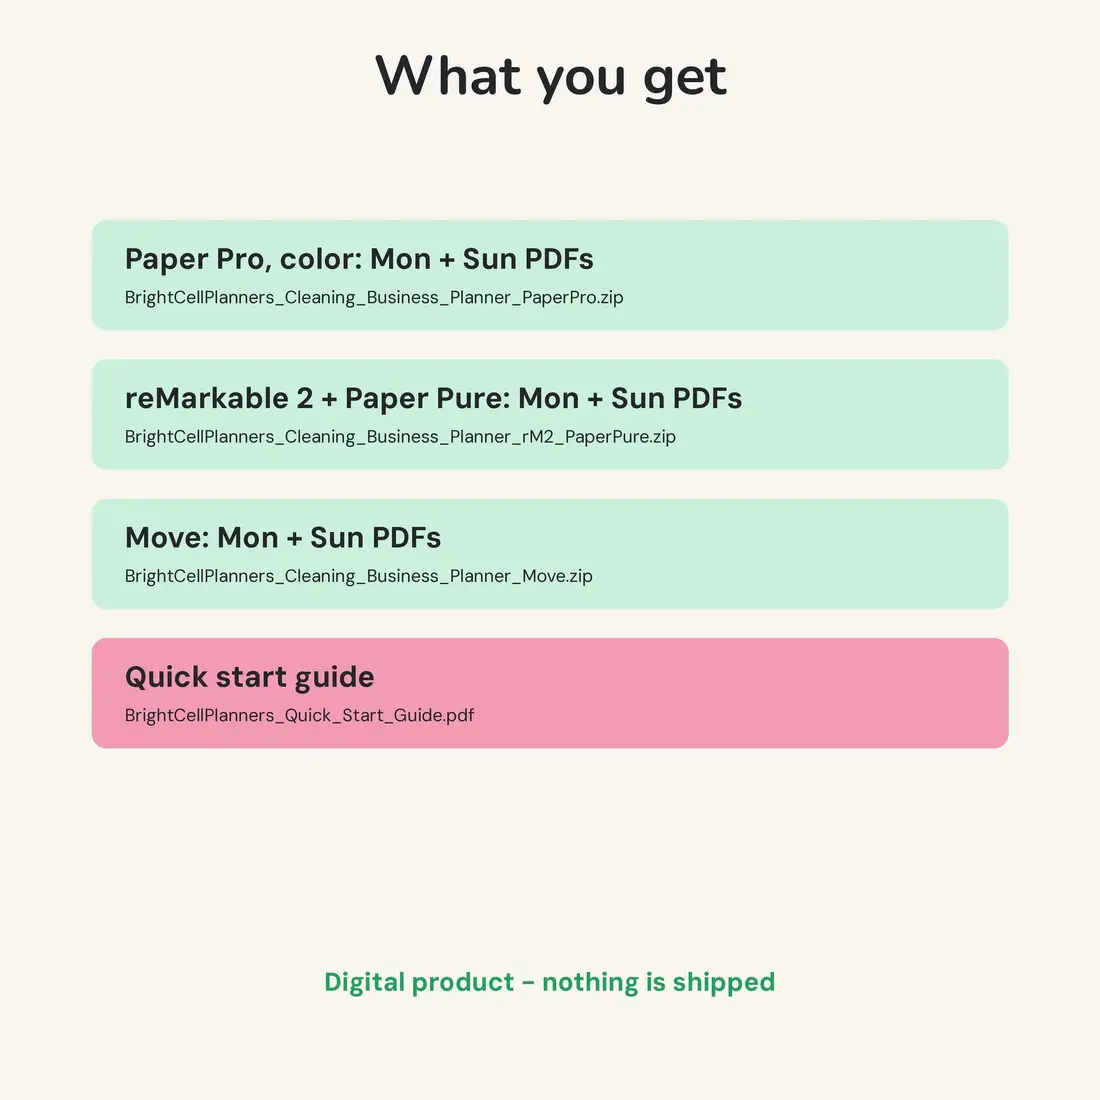 What you get
Paper Pro, color: Mon + Sun PDFs
BrightCellPlanners_Cleaning_Business_Planner_PaperPro.zip
reMarkable 2 + Paper Pure: Mon + Sun PDFs
BrightCellPlanners_Cleaning_Business_Planner_rM2_PaperPure.zip
Move: Mon + Sun PDFs
BrightCellPlanners_Cleaning_Business_Planner_Move.zip
Quick start guide
BrightCellPlanners_Quick_Start_Guide.pdf
Digital product – nothing is shipped